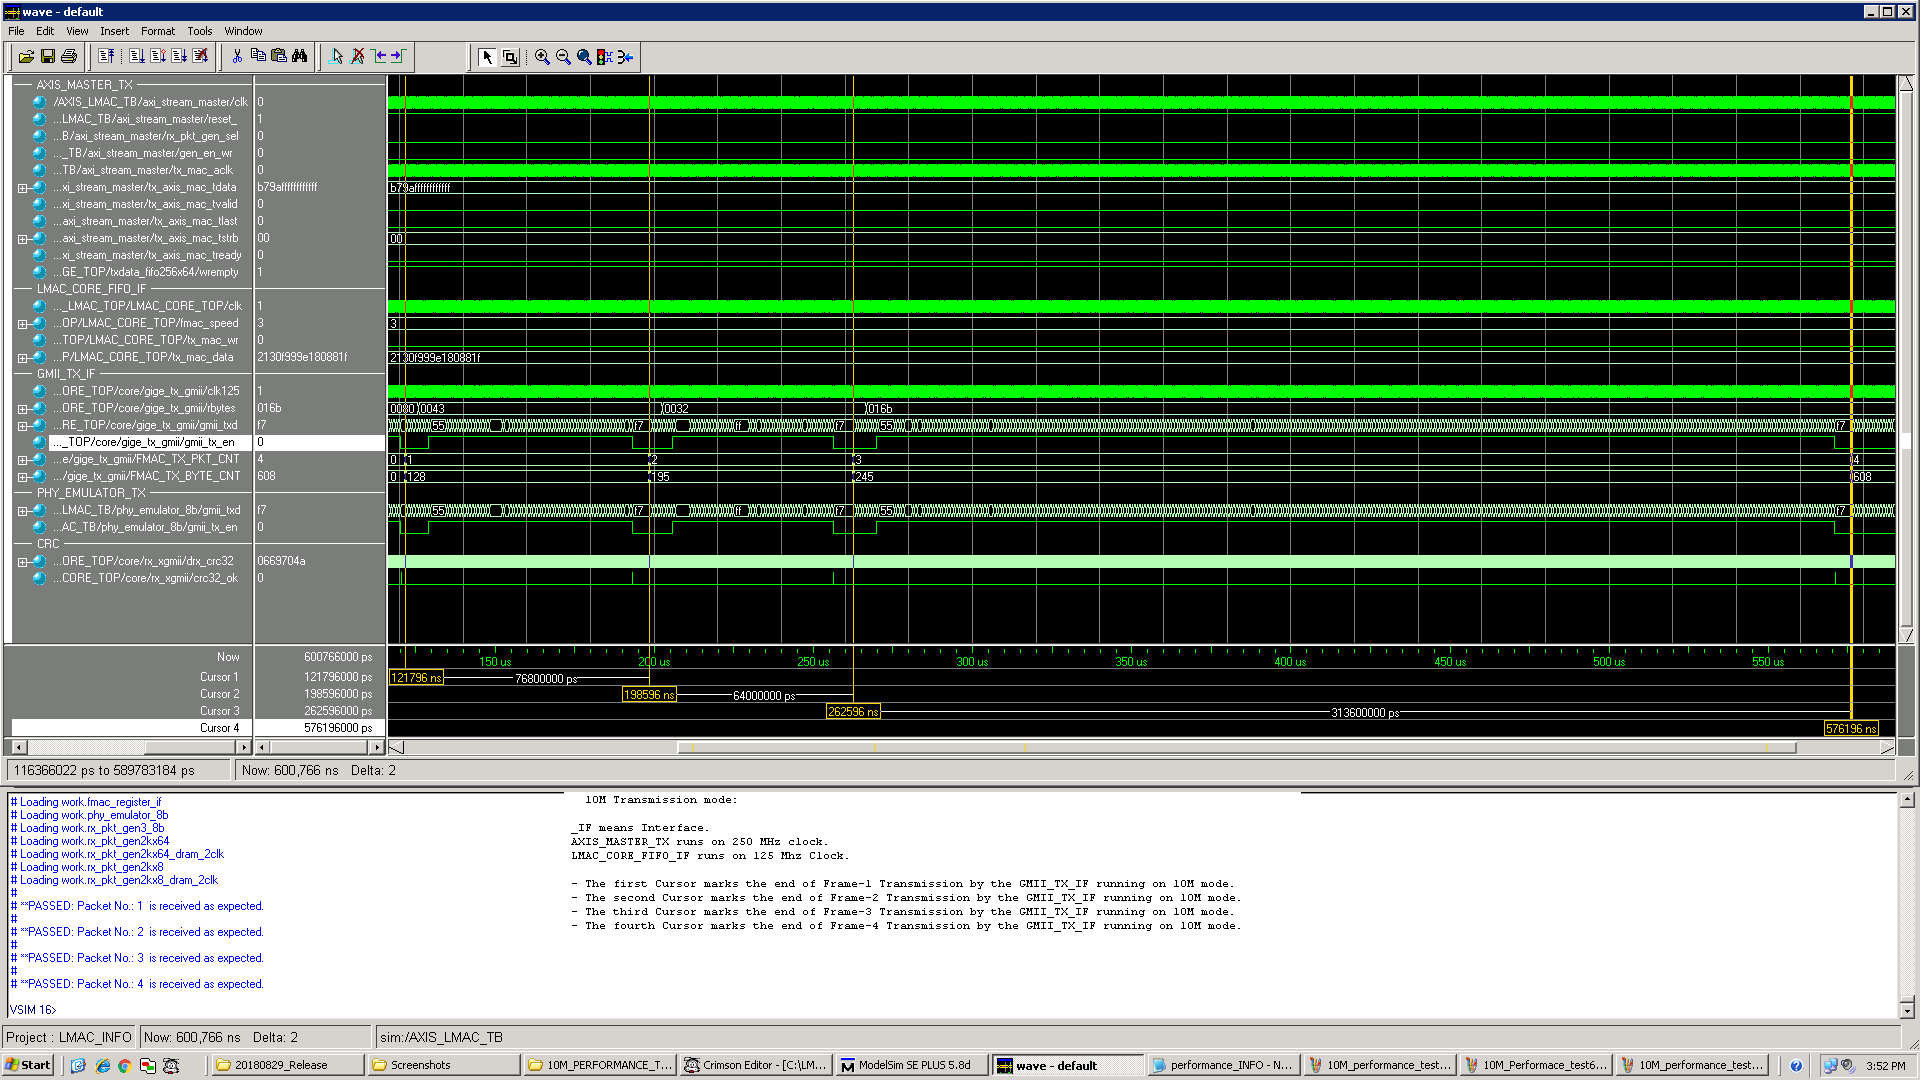 wave - default
File Edit View Insert Format Tools Window
AXIS_MASTER_TX
/AXIS_LMAC_TB/axi_stream_master/clk 0
...LMAC_TB/axi_stream_master/reset_ 1
...B/axi_stream_master/rx_pkt_gen_sel 0
..._TB/axi_stream_master/gen_en_wr 0
...TB/axi_stream_master/tx_mac_aclk 0
...xi_stream_master/tx_axis_mac_tdata b79affffffffffff b79affffffffffff
...xi_stream_master/tx_axis_mac_tvalid 0
...axi_stream_master/tx_axis_mac_tlast 0
...axi_stream_master/tx_axis_mac_tstrb 00 00
...xi_stream_master/tx_axis_mac_tready 0
...GE_TOP/txdata_fifo256x64/wrempty 1
LMAC_CORE_FIFO_IF
..._LMAC_TOP/LMAC_CORE_TOP/clk 1
...OP/LMAC_CORE_TOP/fmac_speed 3 3
...TOP/LMAC_CORE_TOP/tx_mac_wr 0
...P/LMAC_CORE_TOP/tx_mac_data 2130f999e180881f 2130f999e180881f
GMII_TX_IF
...ORE_TOP/core/gige_tx_gmii/clk125 1
...ORE_TOP/core/gige_tx_gmii/rbytes 016b 0000 0043 0032 016b
...RE_TOP/core/gige_tx_gmii/gmii_txd f7 55 f7 ff f7 55 f7
..._TOP/core/gige_tx_gmii/gmii_tx_en 0
...e/gige_tx_gmii/FMAC_TX_PKT_CNT 4 0 1 2 3 4
.../gige_tx_gmii/FMAC_TX_BYTE_CNT 608 0 128 195 245 608
PHY_EMULATOR_TX
...LMAC_TB/phy_emulator_8b/gmii_txd f7 55 f7 ff f7 55 f7
...AC_TB/phy_emulator_8b/gmii_tx_en 0
CRC
...ORE_TOP/core/rx_xgmii/drx_crc32 0669704a
...CORE_TOP/core/rx_xgmii/crc32_ok 0
Now 600766000 ps 150 us 200 us 250 us 300 us 350 us 400 us 450 us 500 us 550 us
Cursor 1 121796000 ps 121796 ns 76800000 ps
Cursor 2 198596000 ps 198596 ns 64000000 ps
Cursor 3 262596000 ps 262596 ns 313600000 ps
Cursor 4 576196000 ps 576196 ns
116366022 ps to 589783184 ps Now: 600,766 ns Delta: 2
# Loading work.fmac_register_if
# Loading work.phy_emulator_8b
# Loading work.rx_pkt_gen3_8b
# Loading work.rx_pkt_gen2kx64
# Loading work.rx_pkt_gen2kx64_dram_2clk
# Loading work.rx_pkt_gen2kx8
# Loading work.rx_pkt_gen2kx8_dram_2clk
#
# **PASSED: Packet No.: 1 is received as expected.
#
# **PASSED: Packet No.: 2 is received as expected.
#
# **PASSED: Packet No.: 3 is received as expected.
#
# **PASSED: Packet No.: 4 is received as expected.
VSIM 16>
10M Transmission mode:
_IF means Interface.
AXIS_MASTER_TX runs on 250 MHz clock.
LMAC_CORE_FIFO_IF runs on 125 Mhz Clock.
- The first Cursor marks the end of Frame-1 Transmission by the GMII_TX_IF running on 10M mode.
- The second Cursor marks the end of Frame-2 Transmission by the GMII_TX_IF running on 10M mode.
- The third Cursor marks the end of Frame-3 Transmission by the GMII_TX_IF running on 10M mode.
- The fourth Cursor marks the end of Frame-4 Transmission by the GMII_TX_IF running on 10M mode.
Project : LMAC_INFO Now: 600,766 ns Delta: 2 sim:/AXIS_LMAC_TB
Start 20180829_Release Screenshots 10M_PERFORMANCE_T... Crimson Editor - [C:\LM... ModelSim SE PLUS 5.8d wave - default performance_INFO - N... 10M_performance_test... 10M_Performace_test6... 10M_performance_test... 3:52 PM